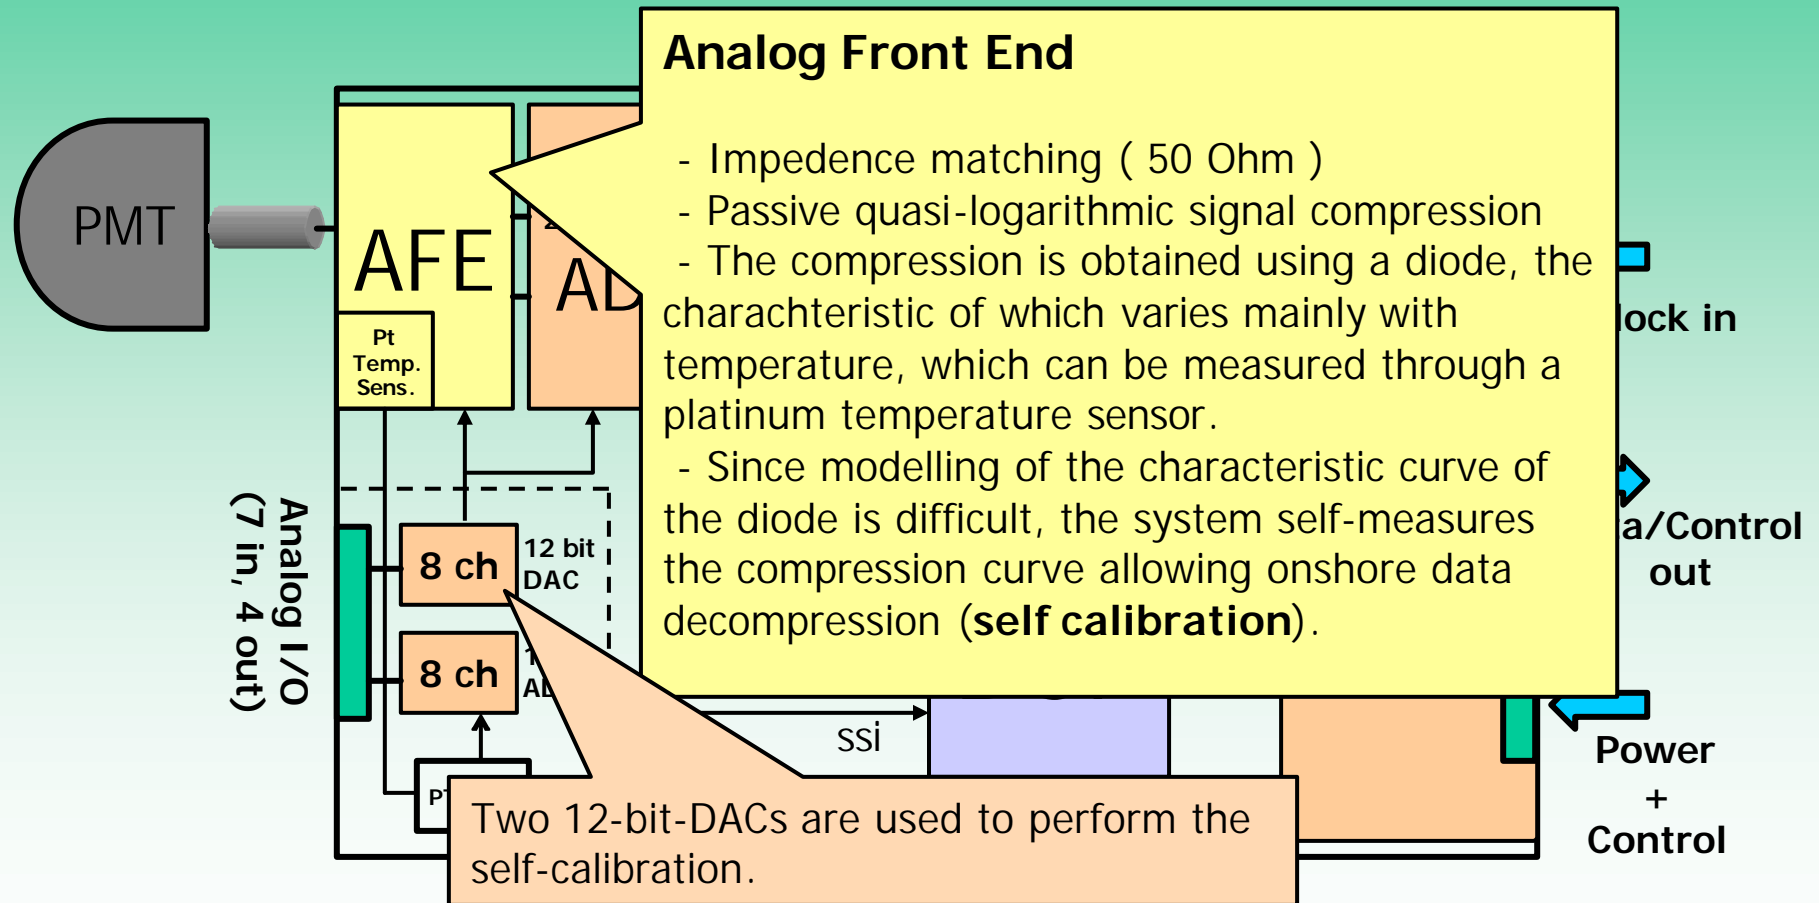 Analog Front End
- Impedence matching ( 50 Ohm )
- Passive quasi-logarithmic signal compression
- The compression is obtained using a diode, the
charachteristic of which varies mainly with
temperature, which can be measured through a
platinum temperature sensor.
- Since modelling of the characteristic curve of
the diode is difficult, the system self-measures
the compression curve allowing onshore data
decompression (self calibration).
PMT
AFE
Pt
Temp.
Sens.
Analog I/O
(7 in, 4 out)
8 ch
12 bit
DAC
8 ch
ssi
in
out
Power
+
Control
Two 12-bit-DACs are used to perform the
self-calibration.